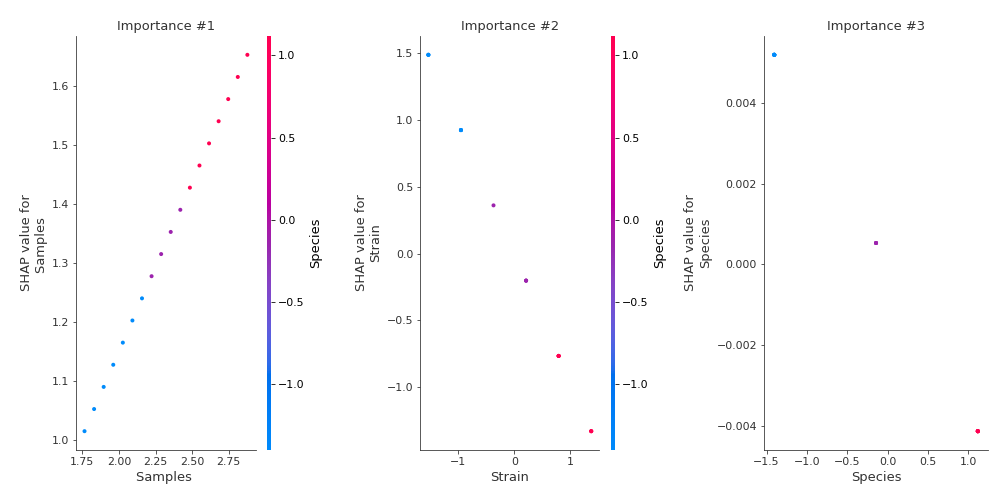 Importance #1
1.6
1.5
1.4
1.3
1.2
1.1
1.0
SHAP value for
Samples
1.75 2.00 2.25 2.50 2.75
Samples
1.0
0.5
0.0
−0.5
−1.0
Species
Importance #2
1.5
1.0
0.5
0.0
−0.5
−1.0
SHAP value for
Strain
−1 0 1
Strain
1.0
0.5
0.0
−0.5
−1.0
Species
Importance #3
0.004
0.002
0.000
−0.002
−0.004
SHAP value for
Species
−1.5 −1.0 −0.5 0.0 0.5 1.0
Species